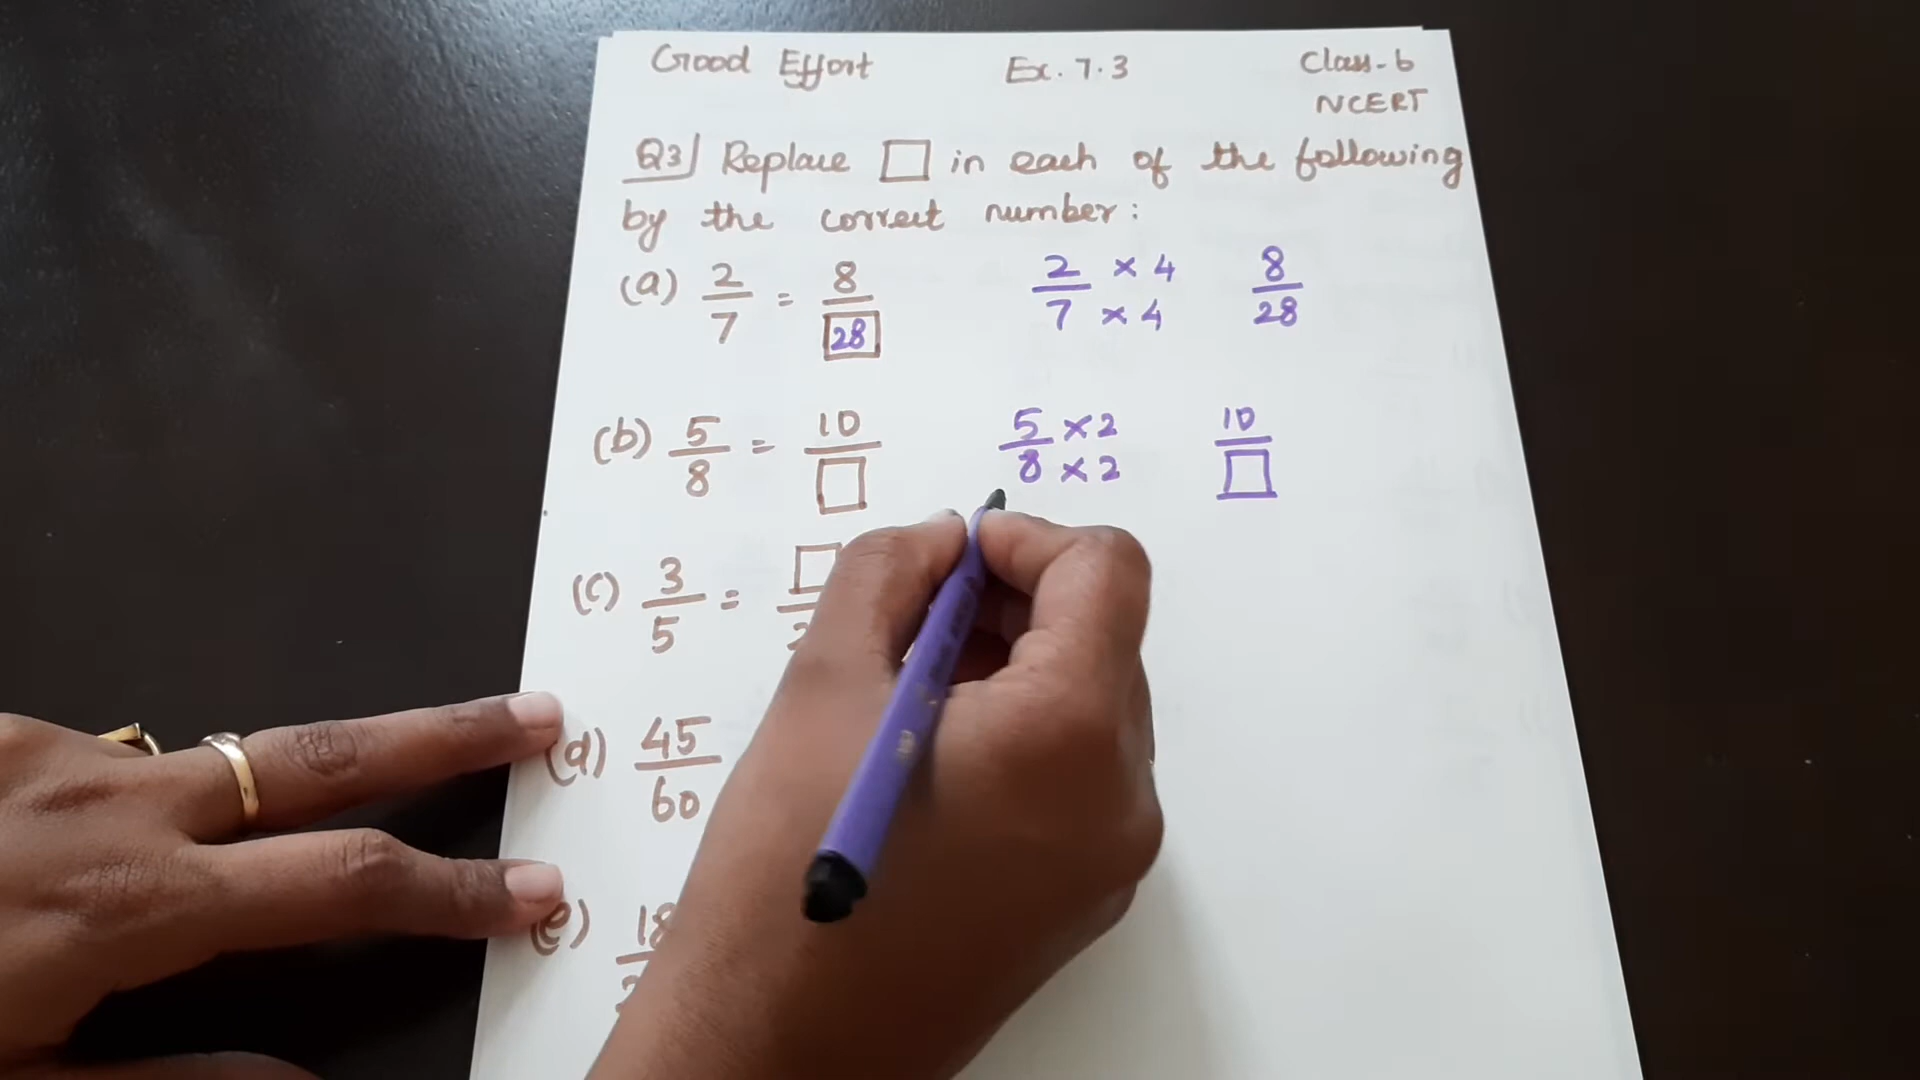 Good Effort Ex. 7.3 Class-6
NCERT
Q3 Replace □ in each of the following
by the correct number:
(a) 2/7 = 8/28 2/7 × 4 × 4 8/28
(b) 5/8 = 10/□ 5/8 × 2 × 2 10/□
(c) 3/5 = □
(d) 45/60
(e) 18